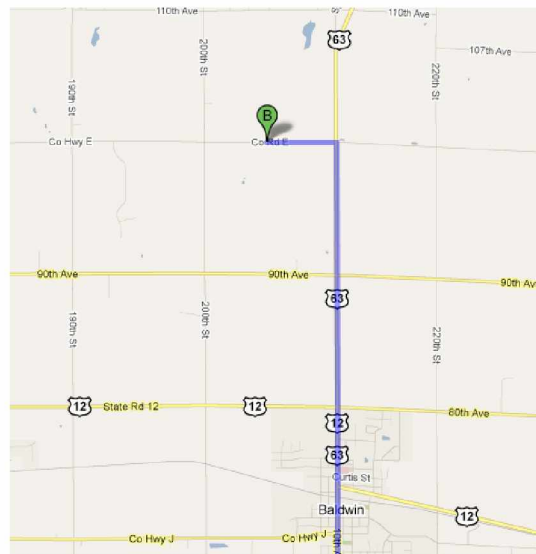 110th Ave
110th Ave
63
107th Ave
200th St
220th St
190th St
B
Co Hwy E
Co Rd E
90th Ave
90th Ave
90th Ave
63
200th St
190th St
220th St
12
State Rd 12
12
80th Ave
12
63
Curtis St
Baldwin
12
Co Hwy J
Co Hwy J